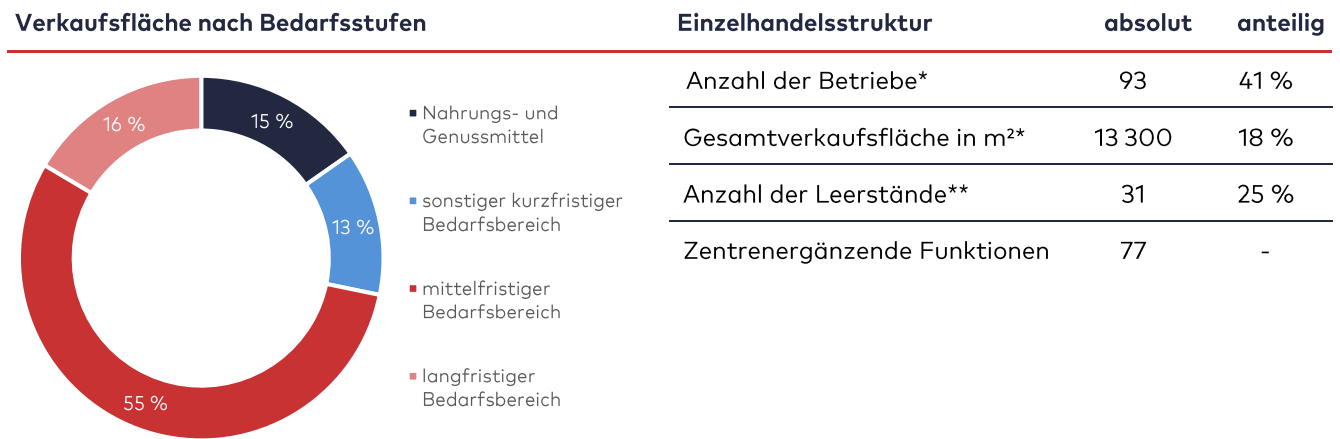 Verkaufsfläche nach Bedarfsstufen
15 %
13 %
55 %
16 %
Nahrungs- und
Genussmittel
sonstiger kurzfristiger
Bedarfsbereich
mittelfristiger
Bedarfsbereich
langfristiger
Bedarfsbereich
Einzelhandelsstruktur absolut anteilig
Anzahl der Betriebe* 93 41 %
Gesamtverkaufsfläche in m²* 13 300 18 %
Anzahl der Leerstände** 31 25 %
Zentrenergänzende Funktionen 77 -